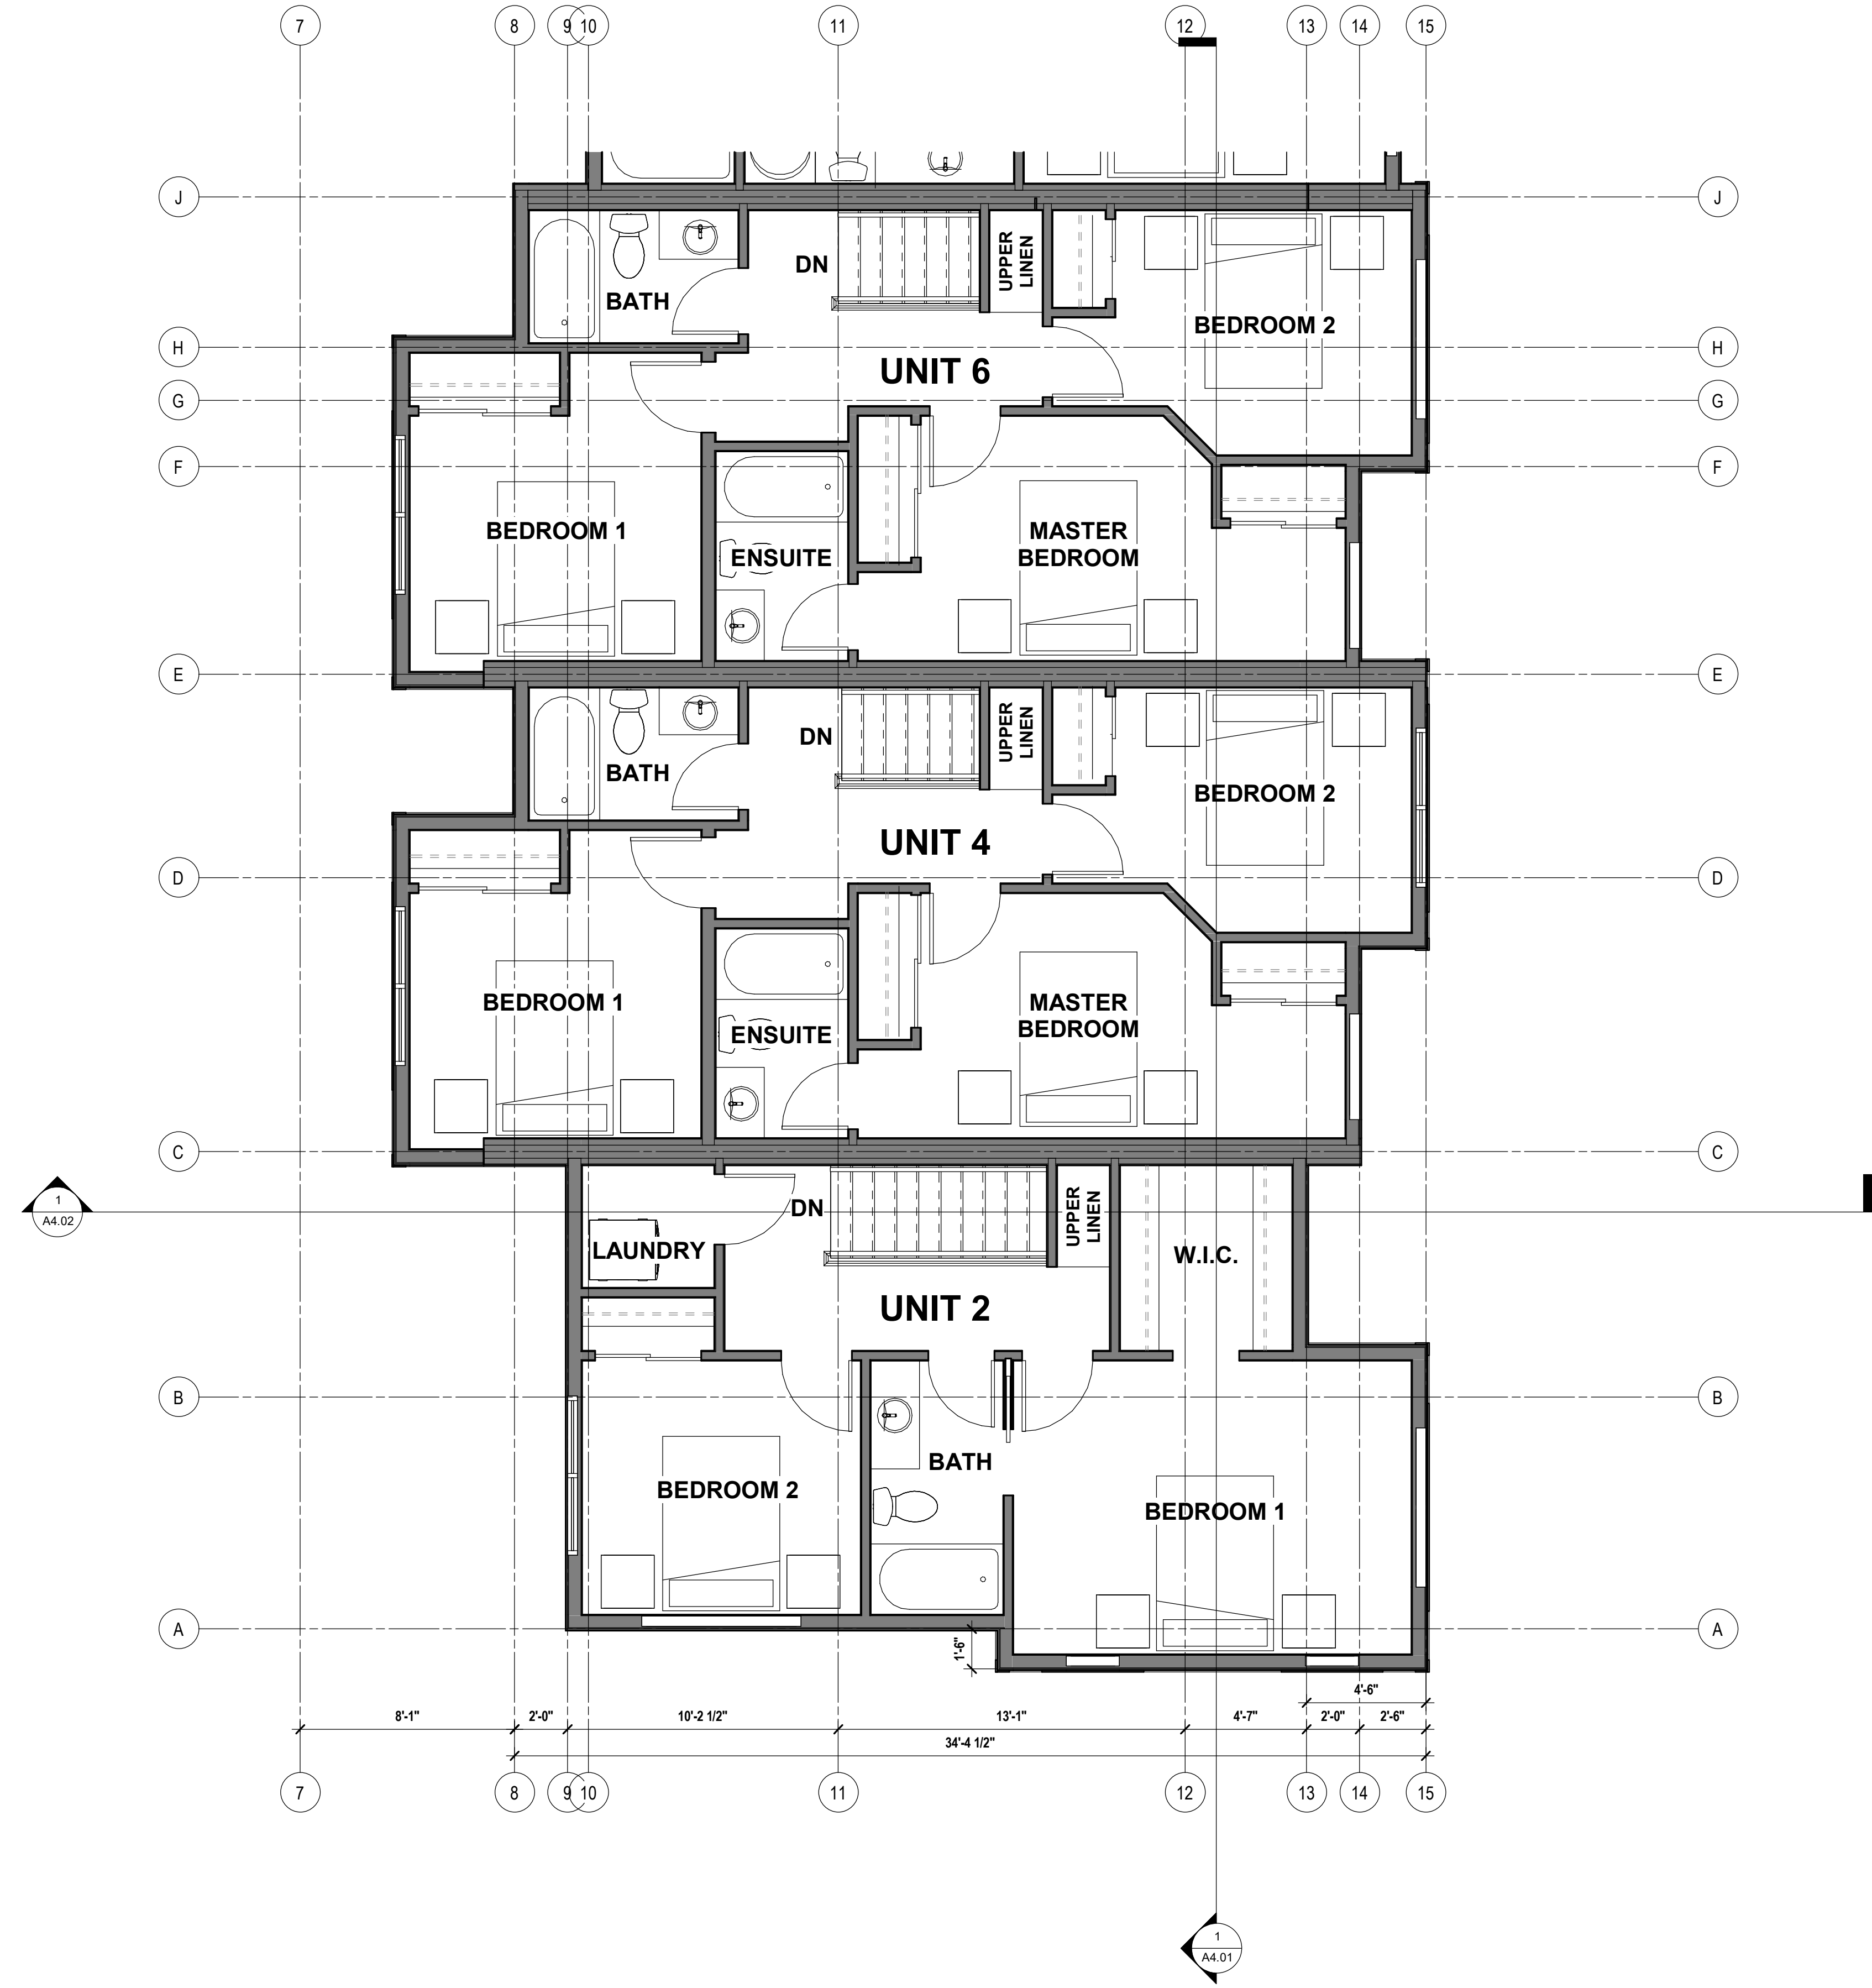 7 8 9 10 11 12 13 14 15
J J
DN
UPPER
LINEN
BATH
BEDROOM 2
H H
UNIT 6
G G
F F
BEDROOM 1
MASTER
BEDROOM
ENSUITE
E E
UPPER
LINEN
DN
BATH
BEDROOM 2
UNIT 4
D D
BEDROOM 1
MASTER
BEDROOM
ENSUITE
C C
1
A4.02
DN
UPPER
LINEN
LAUNDRY
W.I.C.
UNIT 2
B B
BATH
BEDROOM 2
BEDROOM 1
A A
1'-6"
4'-6"
8'-1" 2'-0" 10'-2 1/2" 13'-1" 4'-7" 2'-0" 2'-6"
34'-4 1/2"
7 8 9 10 11 12 13 14 15
1
A4.01